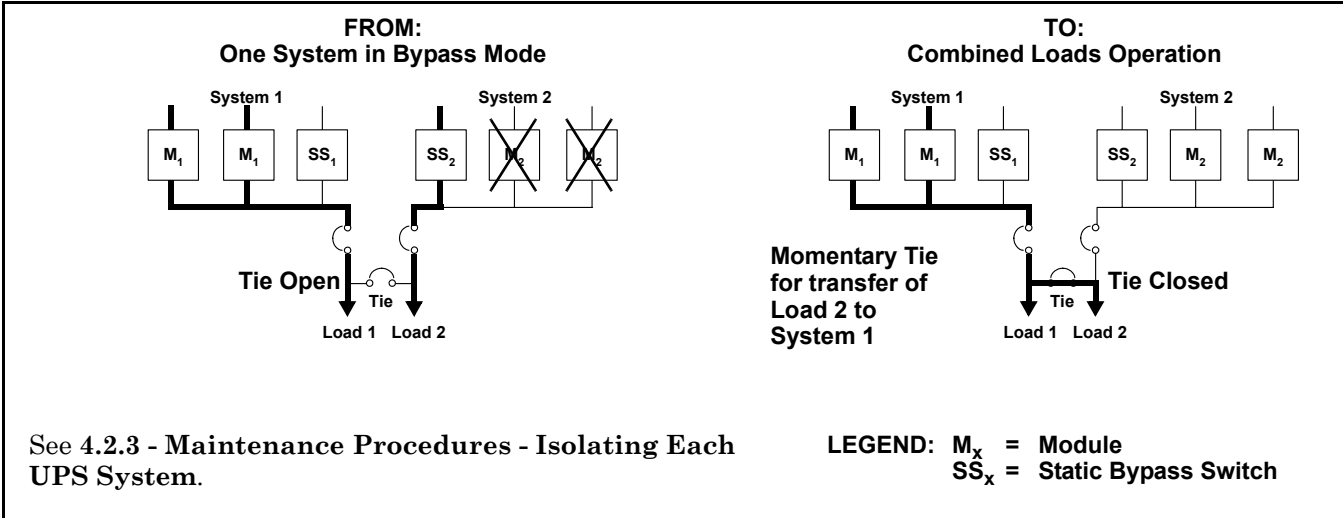 FROM:
One System in Bypass Mode
System 1
System 2
M1
M1
SS1
SS2
M2
M2
Tie Open
Tie
Load 1
Load 2
TO:
Combined Loads Operation
System 1
System 2
M1
M1
SS1
SS2
M2
M2
Momentary Tie
for transfer of
Load 2 to
System 1
Tie
Tie Closed
Load 1
Load 2
See 4.2.3 - Maintenance Procedures - Isolating Each
UPS System.
LEGEND: Mx = Module
SSx = Static Bypass Switch